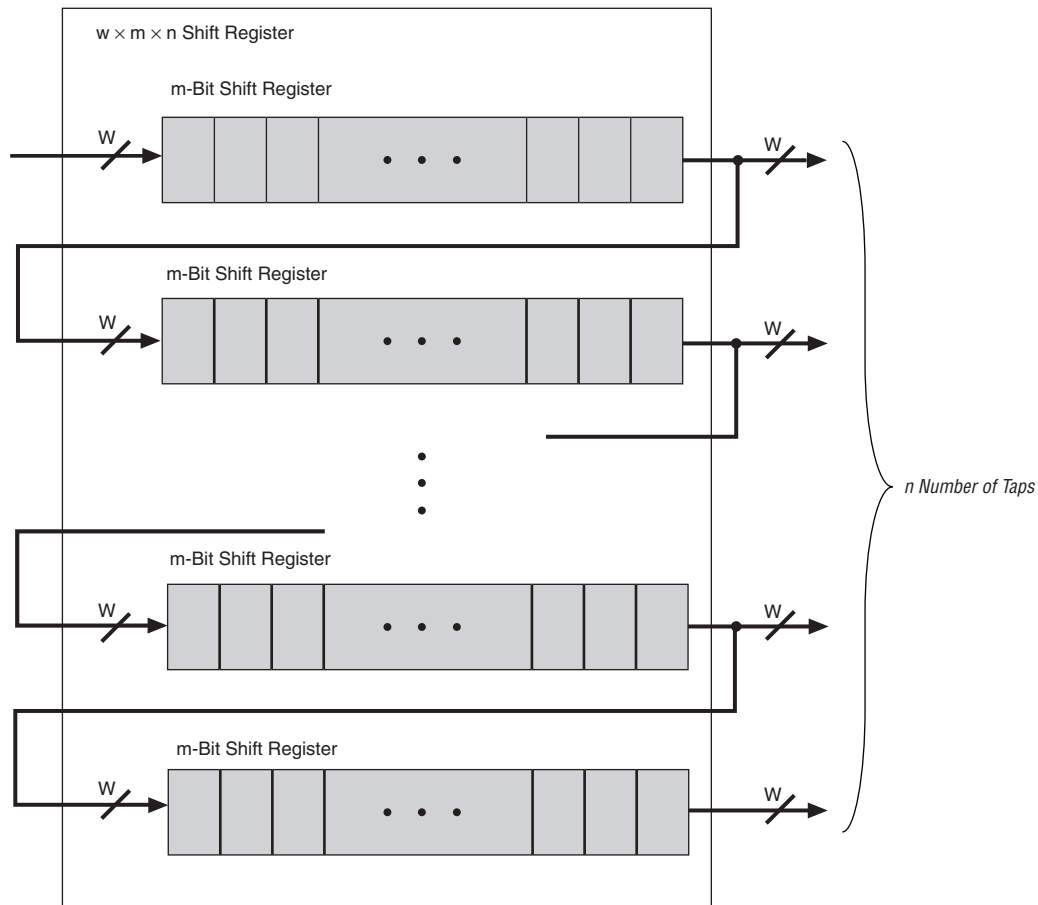 w × m × n Shift Register
m-Bit Shift Register
W
W
m-Bit Shift Register
W
W
n Number of Taps
m-Bit Shift Register
W
W
m-Bit Shift Register
W
W